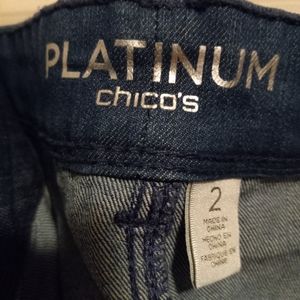 PLATINUM
chico's
2
MADE IN
CHINA
HECHO EN
CHINA
FABRIQUÉ EN
CHINE